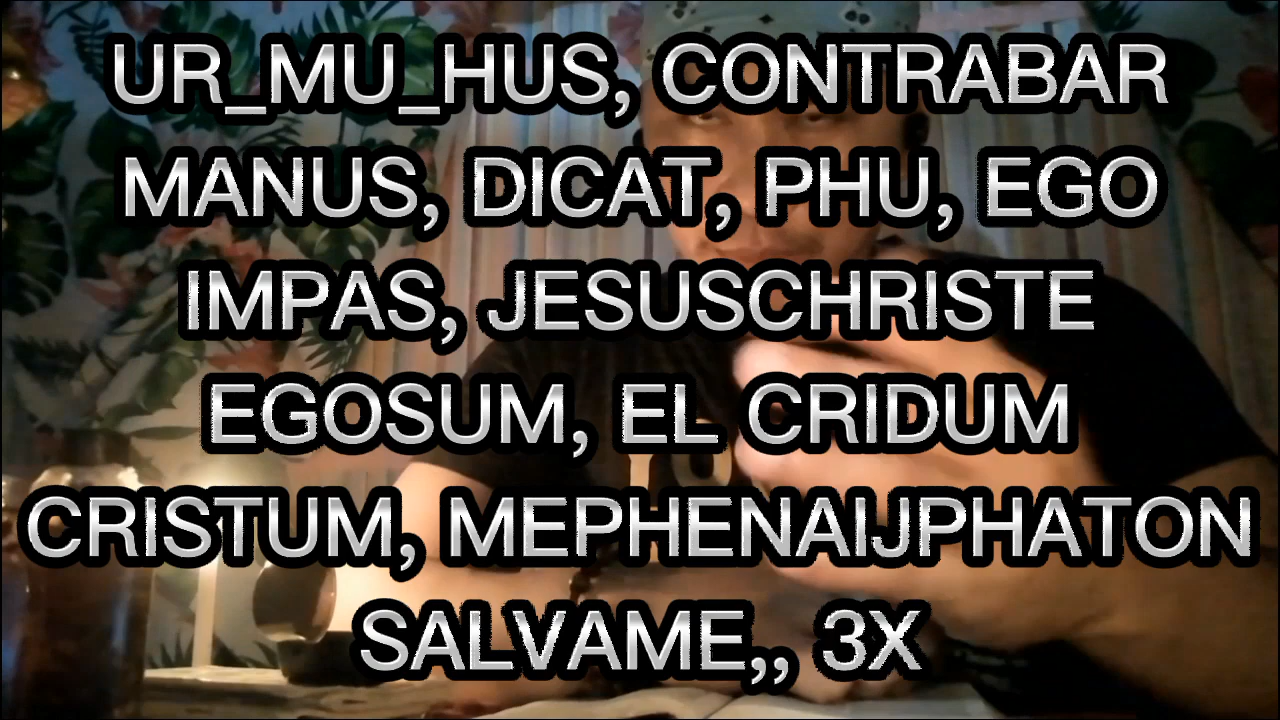 UR_MU_HUS, CONTRABAR
MANUS, DICAT, PHU, EGO
IMPAS, JESUSCHRISTE
EGOSUM, EL CRIDUM
CRISTUM, MEPHENAIJPHATON
SALVAME,, 3X